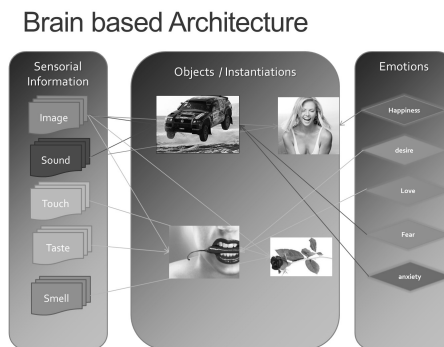 Brain based Architecture
Sensorial
Information
Image
Sound
Touch
Taste
Smell
Objects / Instantiations
Emotions
Happiness
desire
Love
Fear
anxiety